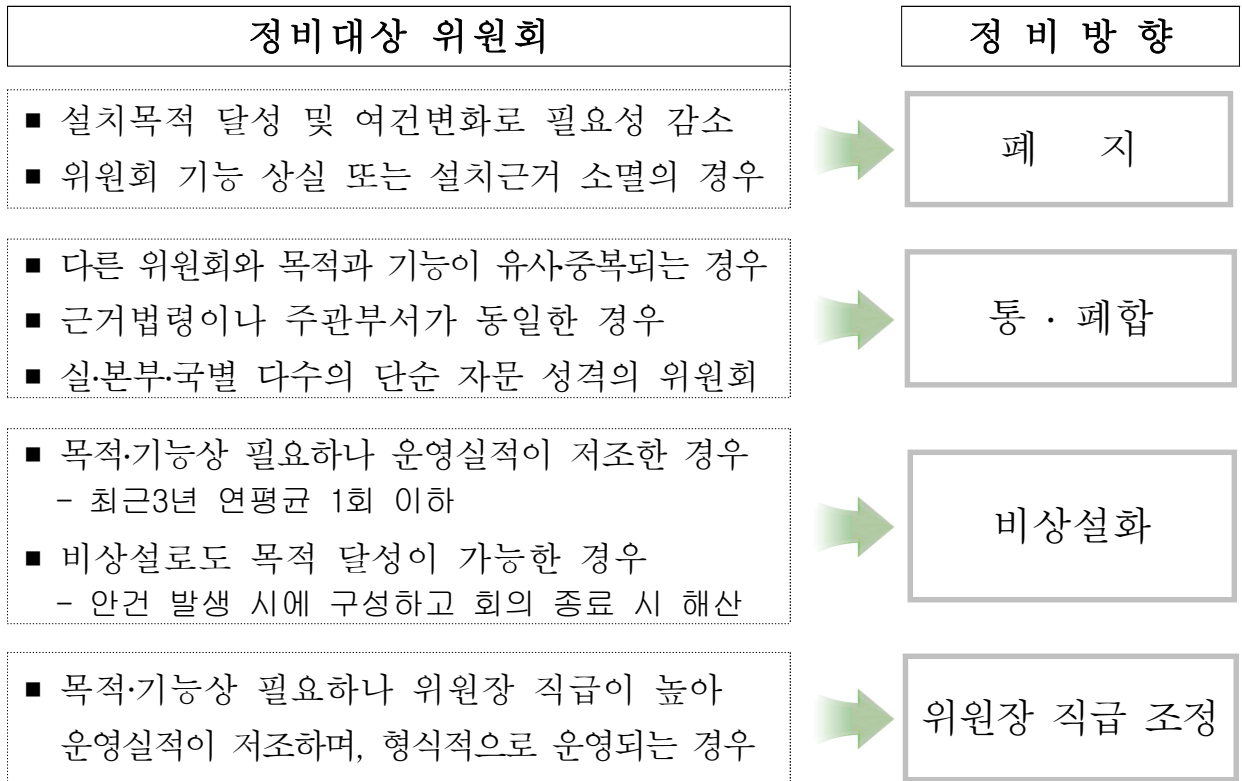 정비대상 위원회
정 비 방 향
■ 설치목적 달성 및 여건변화로 필요성 감소
■ 위원회 기능 상실 또는 설치근거 소멸의 경우
폐 지
■ 다른 위원회와 목적과 기능이 유사·중복되는 경우
■ 근거법령이나 주관부서가 동일한 경우
■ 실·본부·국별 다수의 단순 자문 성격의 위원회
통 · 폐합
■ 목적·기능상 필요하나 운영실적이 저조한 경우
- 최근3년 연평균 1회 이하
■ 비상설로도 목적 달성이 가능한 경우
- 안건 발생 시에 구성하고 회의 종료 시 해산
비상설화
■ 목적·기능상 필요하나 위원장 직급이 높아
운영실적이 저조하며, 형식적으로 운영되는 경우
위원장 직급 조정